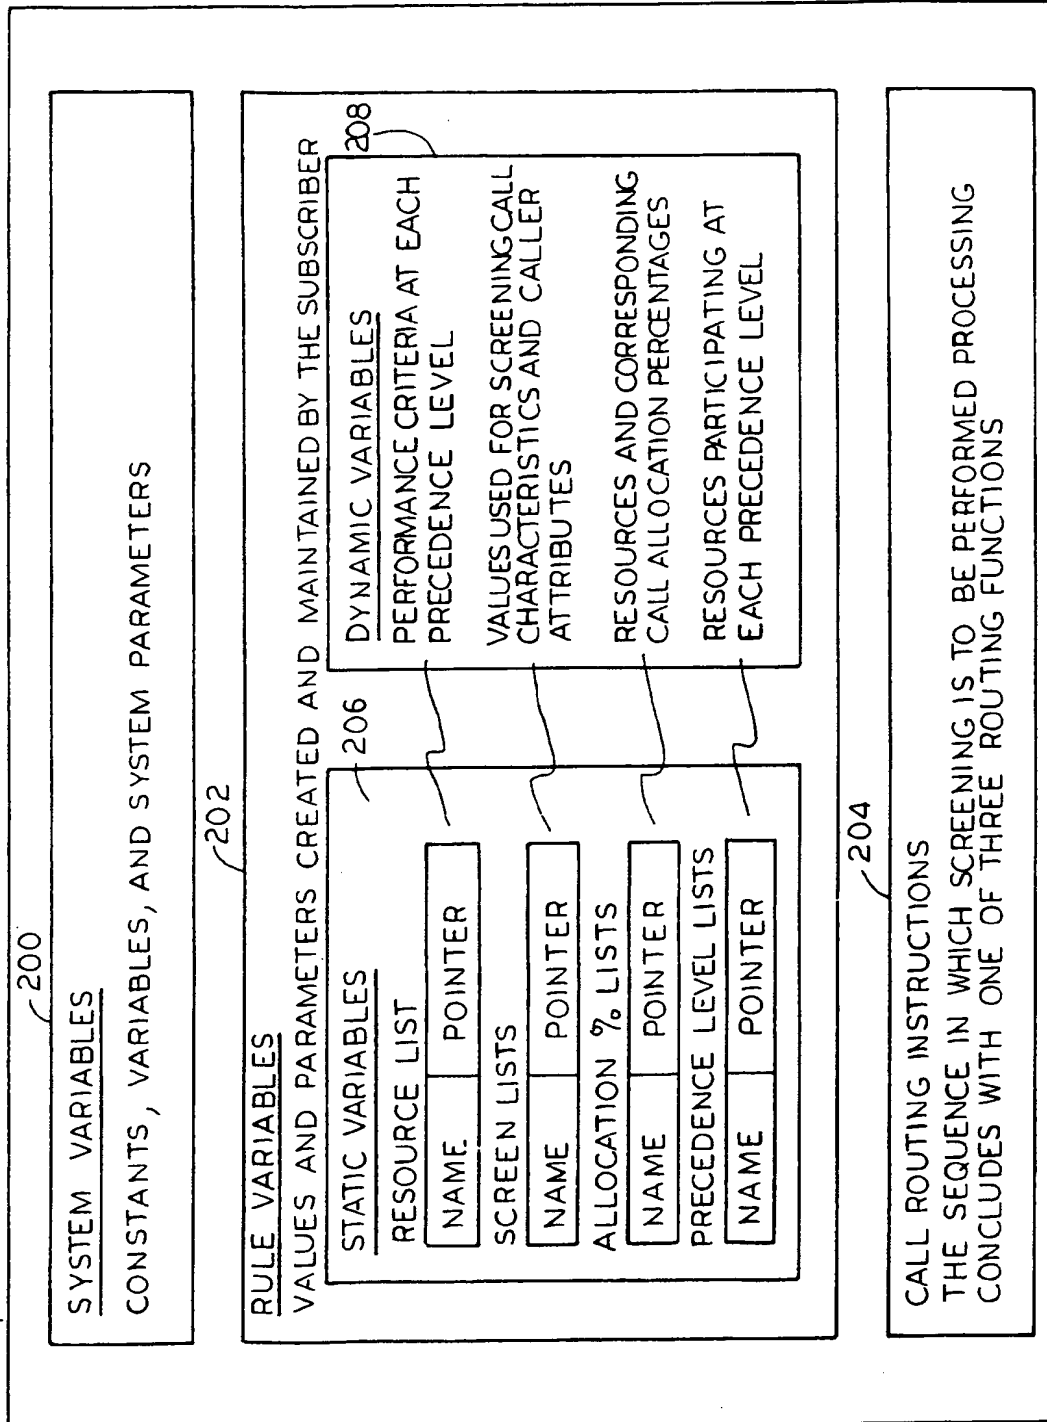 200
SYSTEM VARIABLES
CONSTANTS, VARIABLES, AND SYSTEM PARAMETERS
202
RULE VARIABLES
VALUES AND PARAMETERS CREATED AND MAINTAINED BY THE SUBSCRIBER
206
STATIC VARIABLES
RESOURCE LIST
NAME. POINTER
SCREEN LISTS
NAME POINTER
ALLOCATION % LISTS
NAME POINTER
PRECEDENCE LEVEL LISTS
NAME POINTER
208
DYNAMIC VARIABLES
PERFORMANCE CRITERIA AT EACH
PRECEDENCE LEVEL
VALUES USED FOR SCREENING CALL
CHARACTERISTICS AND CALLER
ATTRIBUTES
RESOURCES AND CORRESPONDING
CALL ALLOCATION PERCENTAGES
RESOURCES PARTICIPATING AT
EACH PRECEDENCE LEVEL
204
CALL ROUTING INSTRUCTIONS
THE SEQUENCE IN WHICH SCREENING IS TO BE PERFORMED PROCESSING
CONCLUDES WITH ONE OF THREE ROUTING FUNCTIONS